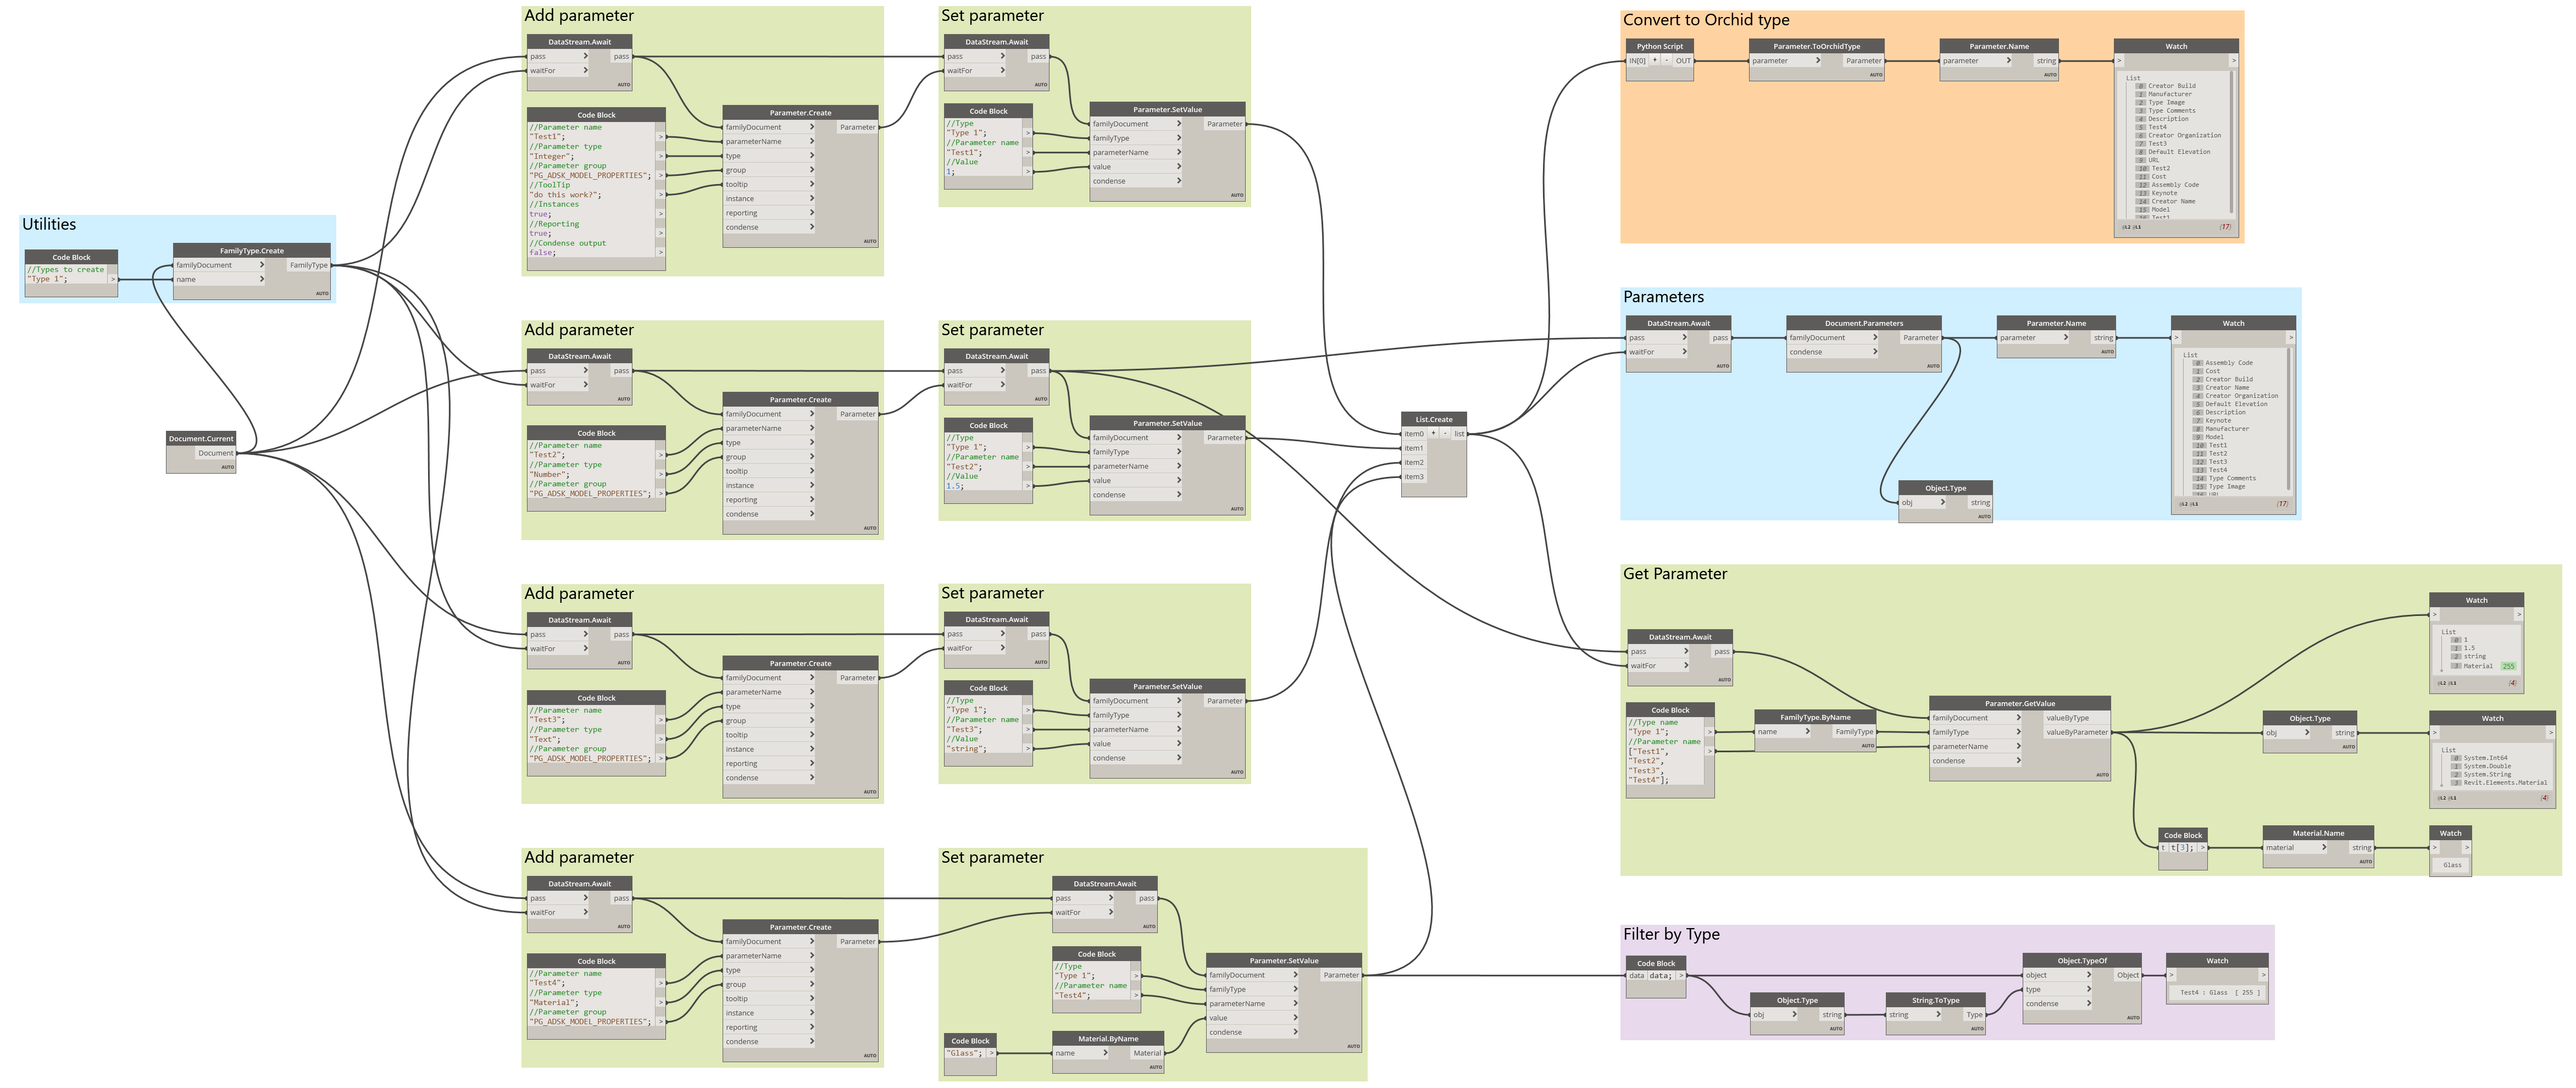 Utilities
Code Block
//Types to create
"Type 1"; >
FamilyType.Create
familyDocument > FamilyType
name >
AUTO
Document.Current
Document
AUTO
Add parameter
DataStream.Await
pass > pass
waitFor >
AUTO
Code Block
//Parameter name
"Test1"; >
//Parameter type
"Integer"; >
//Parameter group
"PG_ADSK_MODEL_PROPERTIES"; >
//ToolTip
"do this work?"; >
//Instances
true; >
//Reporting
true; >
//Condense output
false; >
Parameter.Create
familyDocument > Parameter
parameterName >
type >
group >
tooltip >
instance >
reporting >
condense >
AUTO
Set parameter
DataStream.Await
pass > pass
waitFor >
AUTO
Code Block
//Type
"Type 1"; >
//Parameter name
"Test1"; >
//Value
1; >
Parameter.SetValue
familyDocument > Parameter
familyType >
parameterName >
value >
condense >
AUTO
Add parameter
DataStream.Await
pass > pass
waitFor >
AUTO
Code Block
//Parameter name
"Test2"; >
//Parameter type
"Number"; >
//Parameter group
"PG_ADSK_MODEL_PROPERTIES"; >
Parameter.Create
familyDocument > Parameter
parameterName >
type >
group >
tooltip >
instance >
reporting >
condense >
AUTO
Set parameter
DataStream.Await
pass > pass
waitFor >
AUTO
Code Block
//Type
"Type 1"; >
//Parameter name
"Test2"; >
//Value
1.5; >
Parameter.SetValue
familyDocument > Parameter
familyType >
parameterName >
value >
condense >
AUTO
Add parameter
DataStream.Await
pass > pass
waitFor >
AUTO
Code Block
//Parameter name
"Test3"; >
//Parameter type
"Text"; >
//Parameter group
"PG_ADSK_MODEL_PROPERTIES"; >
Parameter.Create
familyDocument > Parameter
parameterName >
type >
group >
tooltip >
instance >
reporting >
condense >
AUTO
Set parameter
DataStream.Await
pass > pass
waitFor >
AUTO
Code Block
//Type
"Type 1"; >
//Parameter name
"Test3"; >
//Value
"string"; >
Parameter.SetValue
familyDocument > Parameter
familyType >
parameterName >
value >
condense >
AUTO
Add parameter
DataStream.Await
pass > pass
waitFor >
AUTO
Code Block
//Parameter name
"Test4"; >
//Parameter type
"Material"; >
//Parameter group
"PG_ADSK_MODEL_PROPERTIES"; >
Parameter.Create
familyDocument > Parameter
parameterName >
type >
group >
tooltip >
instance >
reporting >
condense >
AUTO
Set parameter
DataStream.Await
pass > pass
waitFor >
AUTO
Code Block
//Type
"Type 1"; >
//Parameter name
"Test4"; >
Code Block
"Glass"; >
Material.ByName
name > Material
AUTO
Parameter.SetValue
familyDocument > Parameter
familyType >
parameterName >
value >
condense >
AUTO
List.Create
item0 + - list
item1
item2
item3
AUTO
Convert to Orchid type
Python Script
IN[0] + - OUT
AUTO
Parameter.ToOrchidType
parameter > Parameter
AUTO
Parameter.Name
parameter > string
AUTO
Watch
> >
List
0 Creator Build
1 Manufacturer
2 Type Image
3 Type Comments
4 Description
5 Test4
6 Creator Organization
7 Test3
8 Default Elevation
9 URL
10 Test2
11 Cost
12 Assembly Code
13 Keynote
14 Creator Name
15 Model
16 Test1
@L2 @L1 {17}
Parameters
DataStream.Await
pass > pass
waitFor >
AUTO
Document.Parameters
familyDocument > Parameter
condense >
AUTO
Parameter.Name
parameter > string
AUTO
Object.Type
obj > string
AUTO
Watch
> >
List
0 Assembly Code
1 Cost
2 Creator Build
3 Creator Name
4 Creator Organization
5 Default Elevation
6 Description
7 Keynote
8 Manufacturer
9 Model
10 Test1
11 Test2
12 Test3
13 Test4
14 Type Comments
15 Type Image
16 URL
@L2 @L1 {17}
Get Parameter
DataStream.Await
pass > pass
waitFor >
AUTO
Code Block
//Type name
"Type 1"; >
//Parameter name
["Test1", >
"Test2",
"Test3",
"Test4"];
FamilyType.ByName
name > FamilyType
AUTO
Parameter.GetValue
familyDocument > valueByType
familyType > valueByParameter
parameterName >
condense >
AUTO
Watch
> >
List
0 1
1 1.5
2 string
3 Material 255
@L2 @L1 {4}
Object.Type
obj > string
AUTO
Watch
> >
List
0 System.Int64
1 System.Double
2 System.String
3 Revit.Elements.Material
@L2 @L1 {4}
Code Block
t t[3]; >
Material.Name
material > string
AUTO
Watch
> >
Glass
Filter by Type
Code Block
data data; >
Object.Type
obj > string
AUTO
String.ToType
string > Type
AUTO
Object.TypeOf
object > Object
type >
condense >
AUTO
Watch
> >
Test4 : Glass [ 255 ]